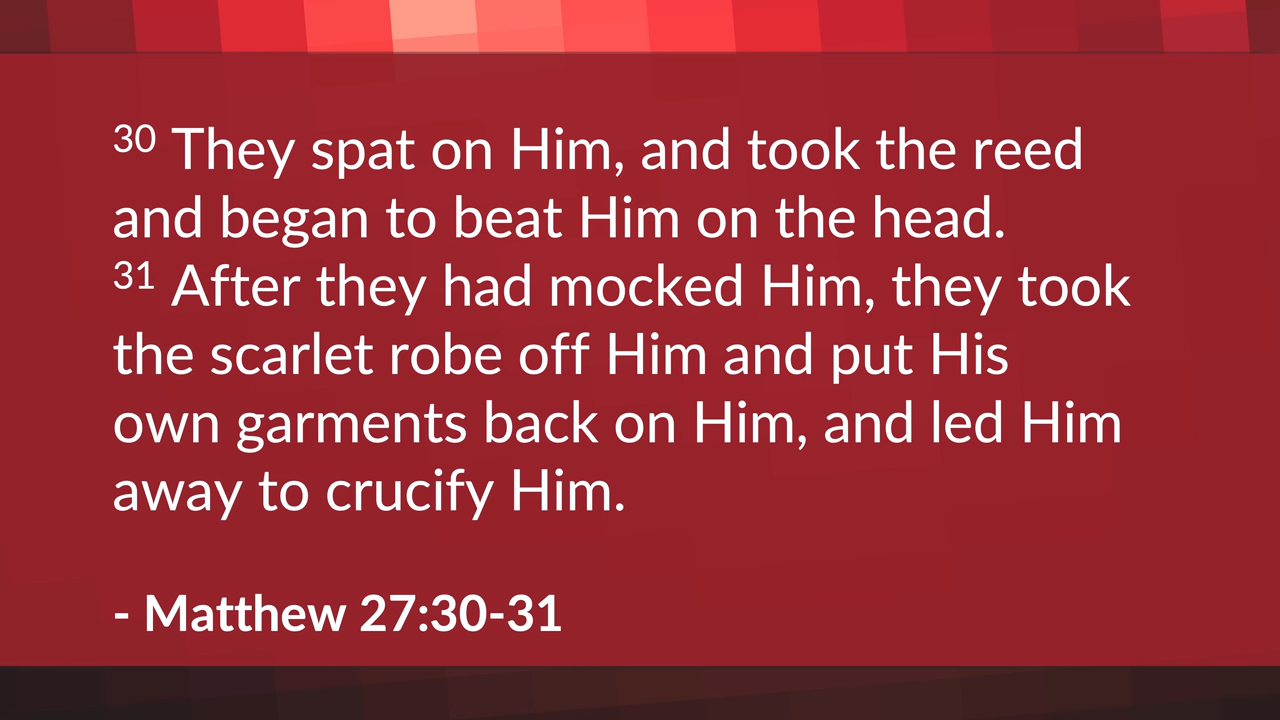 30 They spat on Him, and took the reed
and began to beat Him on the head.
31 After they had mocked Him, they took
the scarlet robe off Him and put His
own garments back on Him, and led Him
away to crucify Him.
- Matthew 27:30-31